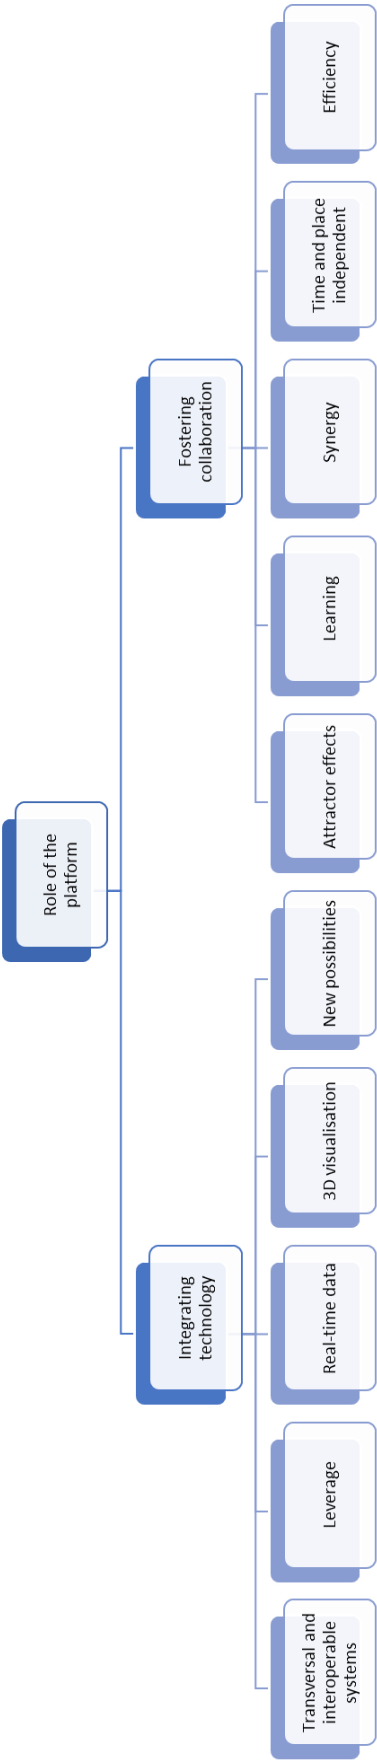 Role of the
platform
Integrating
technology
Fostering
collaboration
Transversal and
interoperable
systems
Leverage
Real-time data
3D visualisation
New possibilities
Attractor effects
Learning
Synergy
Time and place
independent
Efficiency